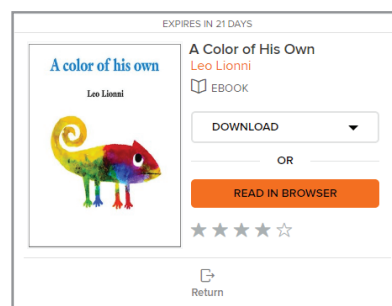 EXPIRES IN 21 DAYS
A color of his own
Leo Lionni
A Color of His Own
Leo Lionni
EBOOK
DOWNLOAD
OR
READ IN BROWSER
Return